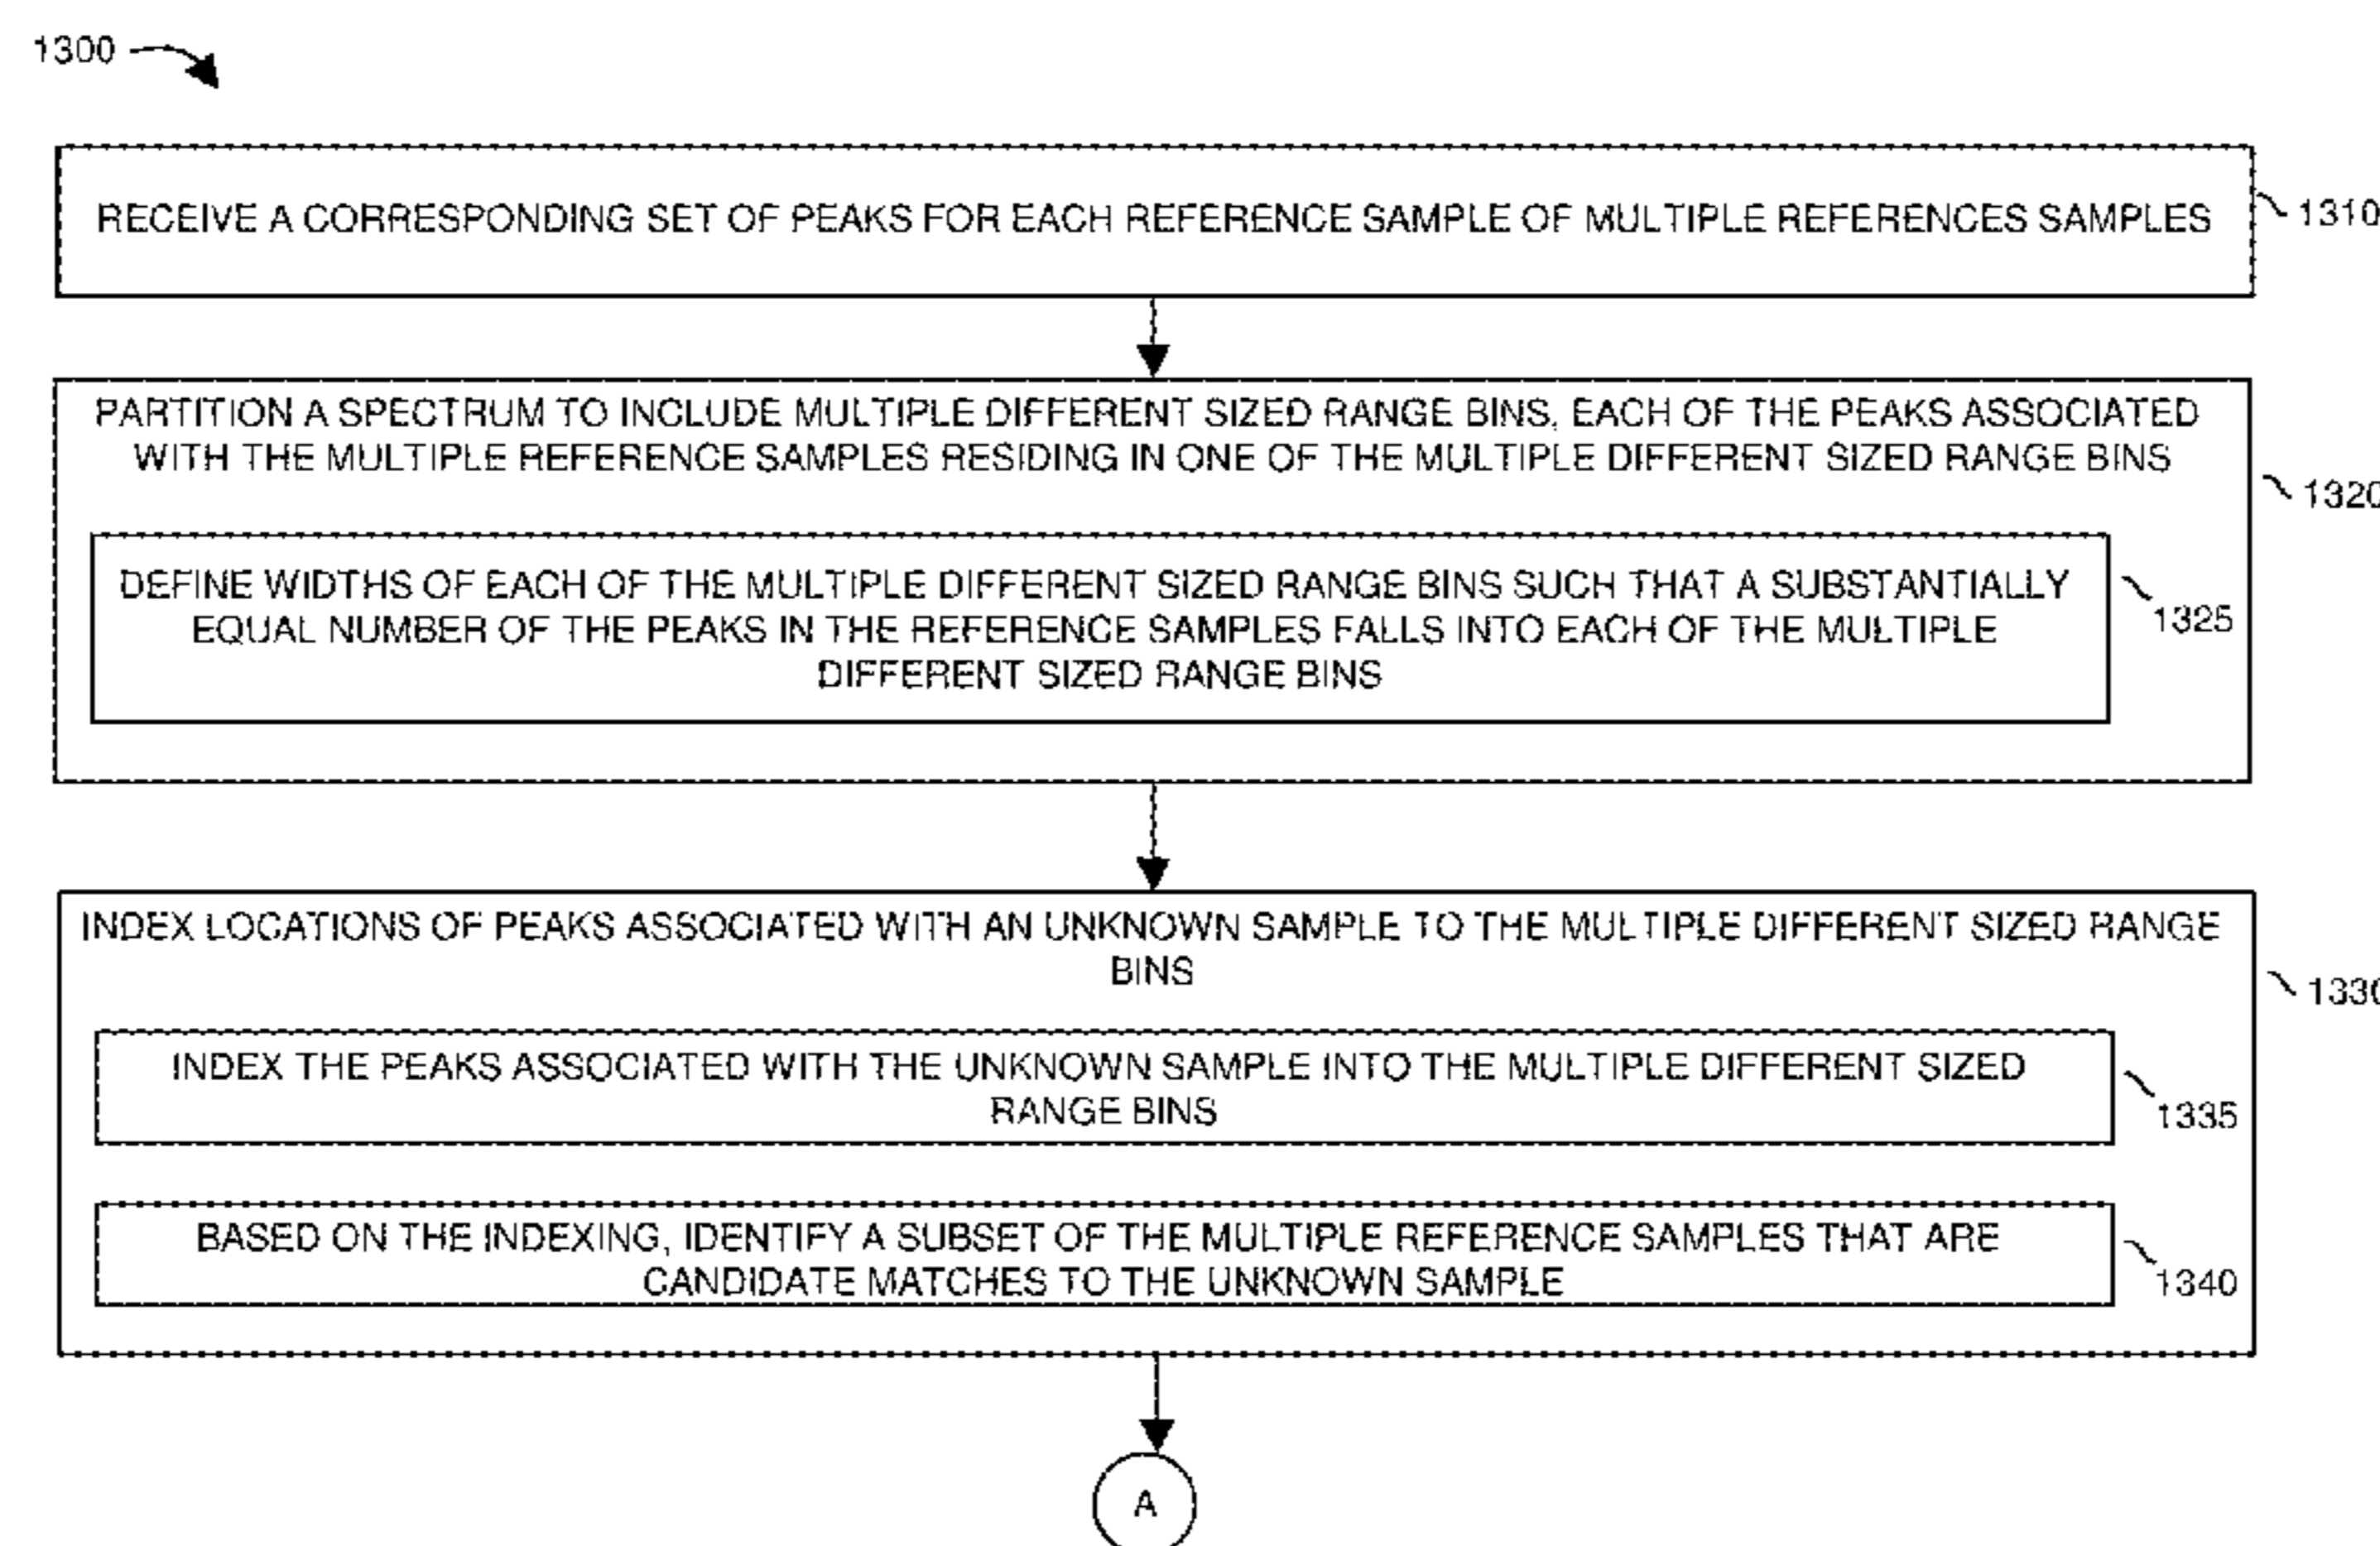 1300
RECEIVE A CORRESPONDING SET OF PEAKS FOR EACH REFERENCE SAMPLE OF MULTIPLE REFERENCES SAMPLES
1310
PARTITION A SPECTRUM TO INCLUDE MULTIPLE DIFFERENT SIZED RANGE BINS, EACH OF THE PEAKS ASSOCIATED
WITH THE MULTIPLE REFERENCE SAMPLES RESIDING IN ONE OF THE MULTIPLE DIFFERENT SIZED RANGE BINS
1320
DEFINE WIDTHS OF EACH OF THE MULTIPLE DIFFERENT SIZED RANGE BINS SUCH THAT A SUBSTANTIALLY
EQUAL NUMBER OF THE PEAKS IN THE REFERENCE SAMPLES FALLS INTO EACH OF THE MULTIPLE
DIFFERENT SIZED RANGE BINS
1325
INDEX LOCATIONS OF PEAKS ASSOCIATED WITH AN UNKNOWN SAMPLE TO THE MULTIPLE DIFFERENT SIZED RANGE
BINS
1330
INDEX THE PEAKS ASSOCIATED WITH THE UNKNOWN SAMPLE INTO THE MULTIPLE DIFFERENT SIZED
RANGE BINS
1335
BASED ON THE INDEXING, IDENTIFY A SUBSET OF THE MULTIPLE REFERENCE SAMPLES THAT ARE
CANDIDATE MATCHES TO THE UNKNOWN SAMPLE
1340
A